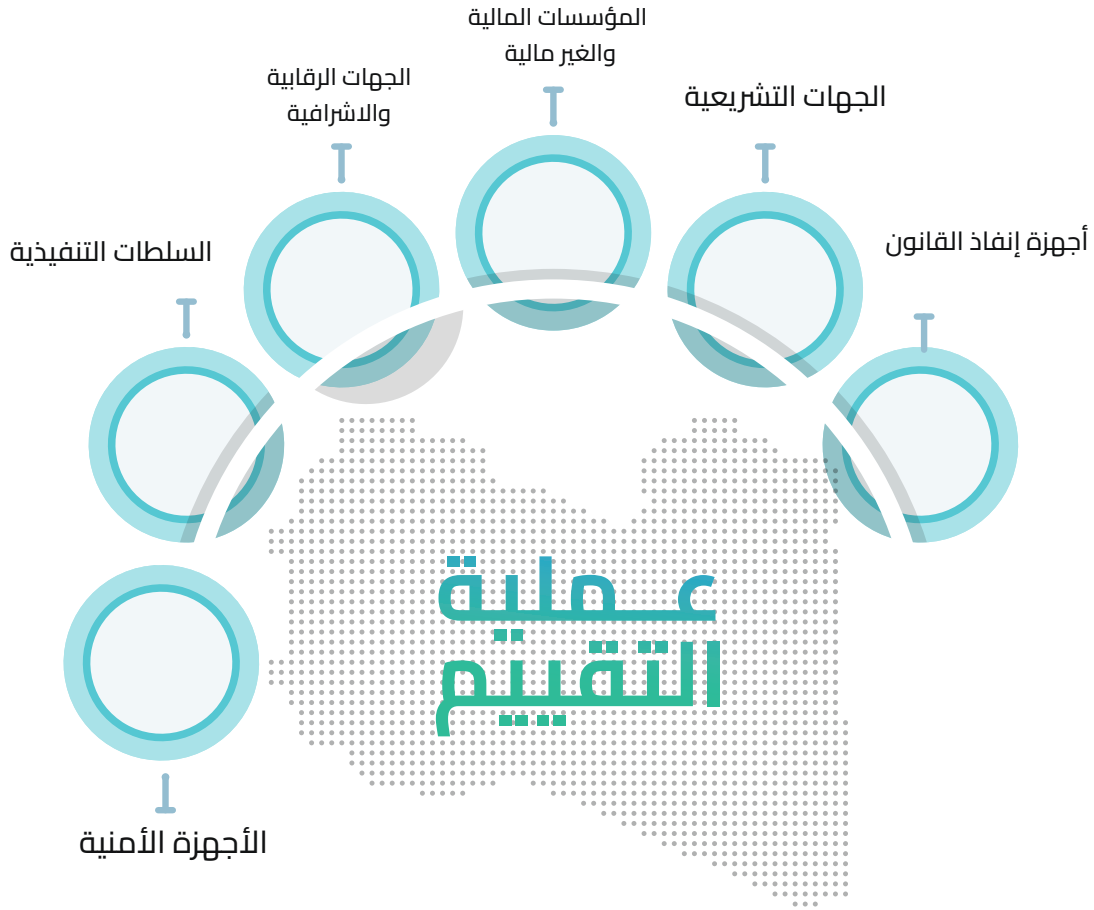 المؤسسات المالية
والغير مالية
الجهات التشريعية
الجهات الرقابية
والاشرافية
أجهزة إنفاذ القانون
السلطات التنفيذية
عملية
التقييم
الأجهزة الأمنية